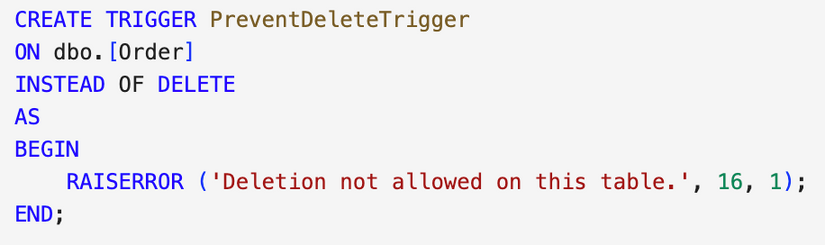 CREATE TRIGGER PreventDeleteTrigger
ON dbo.[Order]
INSTEAD OF DELETE
AS
BEGIN
    RAISERROR ('Deletion not allowed on this table.', 16, 1);
END;